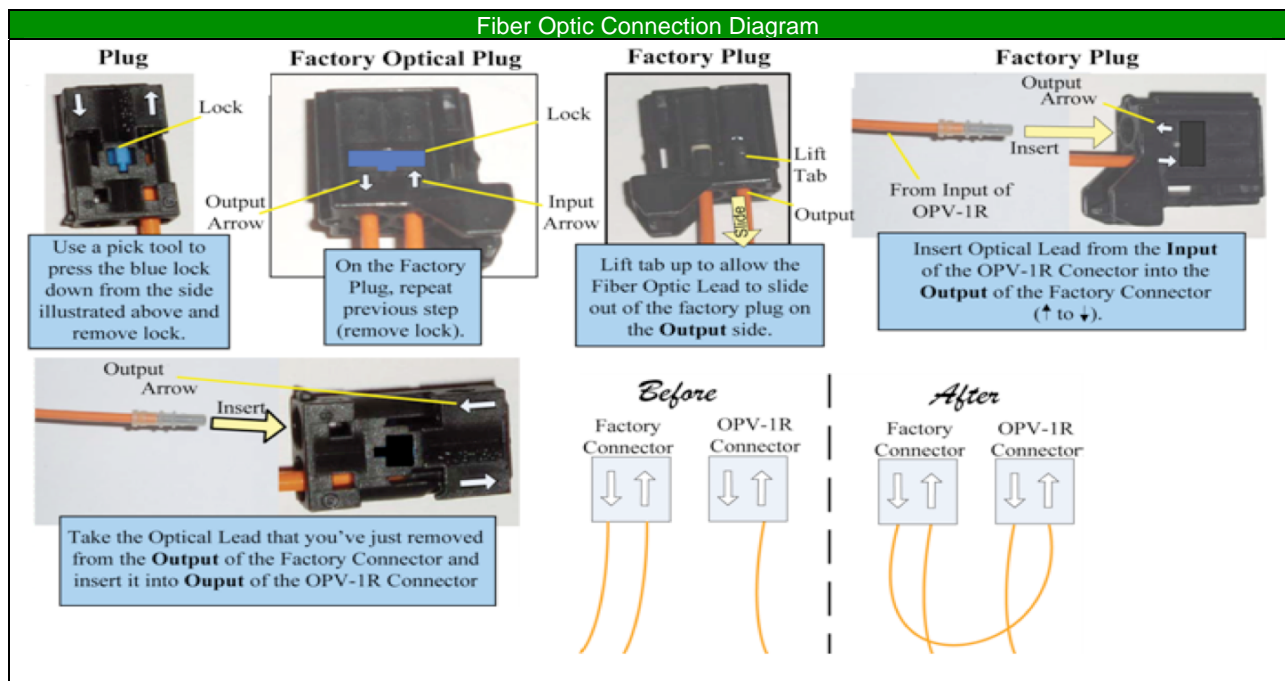 Fiber Optic Connection Diagram
Plug
Lock
Use a pick tool to
press the blue lock
down from the side
illustrated above and
remove lock.
Factory Optical Plug
Lock
Output
Arrow
Input
Arrow
On the Factory
Plug, repeat
previous step
(remove lock).
Factory Plug
Lift
Tab
Output
Slide
Lift tab up to allow the
Fiber Optic Lead to slide
out of the factory plug on
the Output side.
Factory Plug
Output
Arrow
Insert
From Input of
OPV-1R
Insert Optical Lead from the Input
of the OPV-1R Conector into the
Output of the Factory Connector
(↑ to ↓).
Output
Arrow
Insert
Take the Optical Lead that you've just removed
from the Output of the Factory Connector and
insert it into Ouput of the OPV-1R Connector
Before
Factory
Connector
OPV-1R
Connector
After
Factory
Connector
OPV-1R
Connector